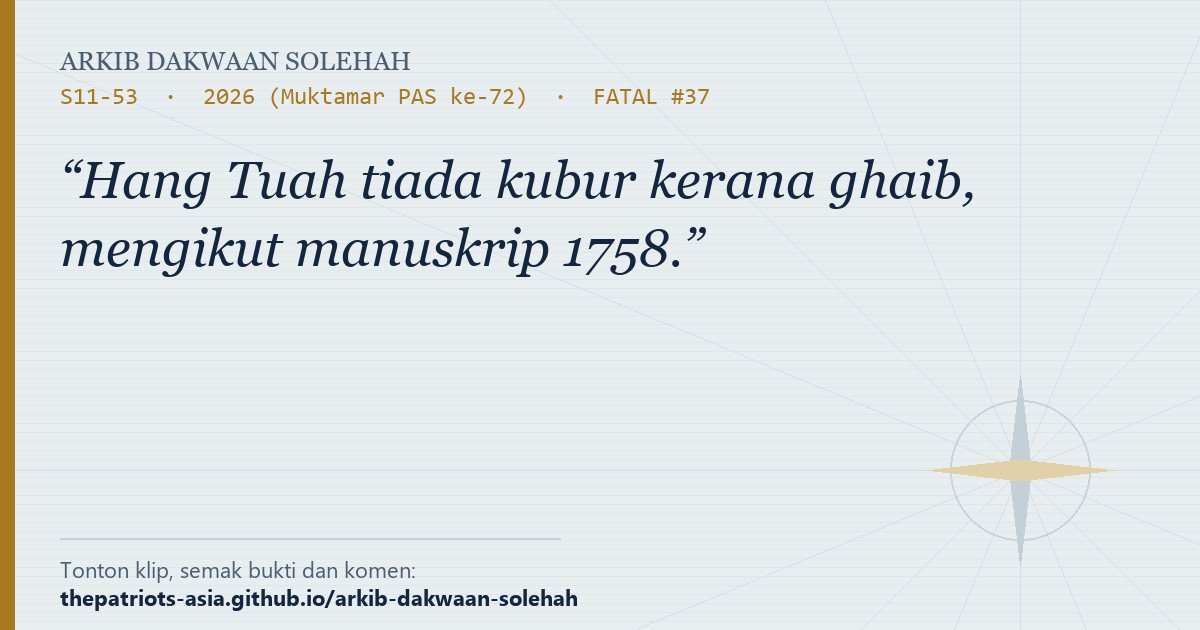 ARKIB DAKWAAN SOLEHAH
S11-53 · 2026 (Muktamar PAS ke-72) · FATAL #37
“Hang Tuah tiada kubur kerana ghaib,
mengikut manuskrip 1758.”
Tonton klip, semak bukti dan komen:
thepatriots-asia.github.io/arkib-dakwaan-solehah